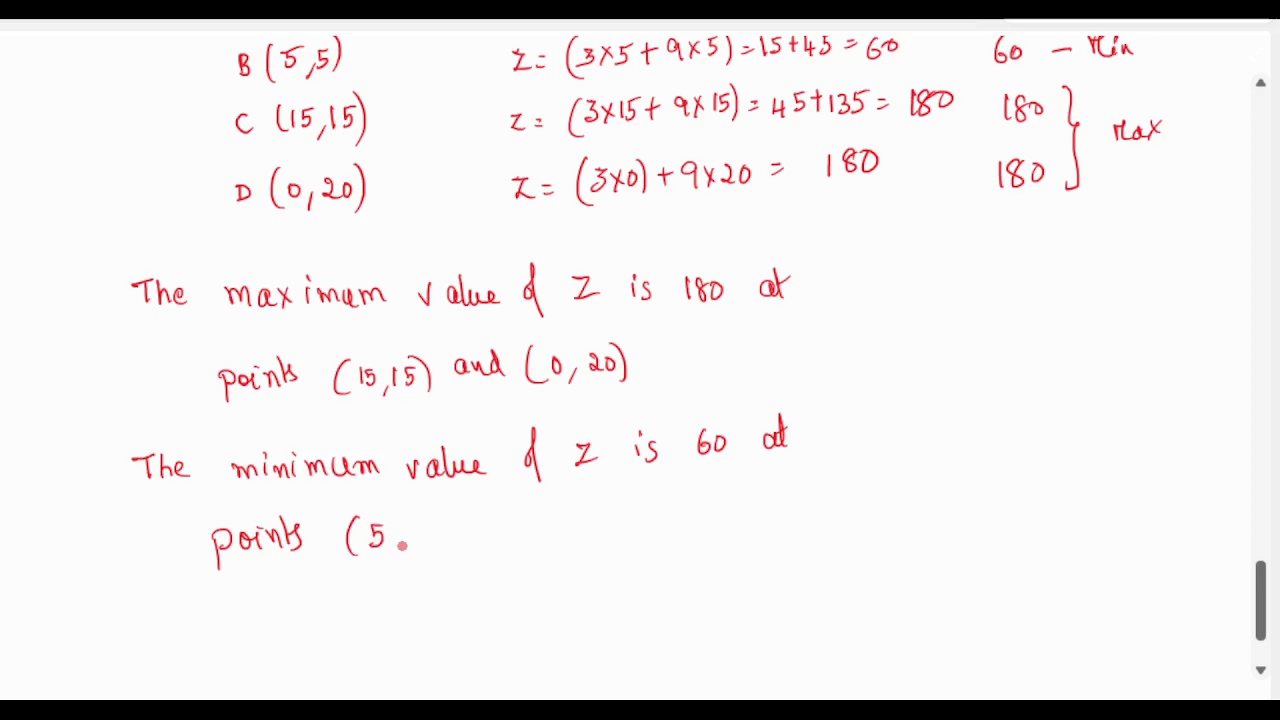 B (5,5) Z = (3×5 + 9×5) = 15+45 = 60 60 – Min
C (15,15) Z = (3×15 + 9×15) = 45+135 = 180 180
Max
D (0,20) Z = (3×0) + 9×20 = 180 180
The maximum value of Z is 180 at
points (15,15) and (0,20)
The minimum value of Z is 60 at
points (5